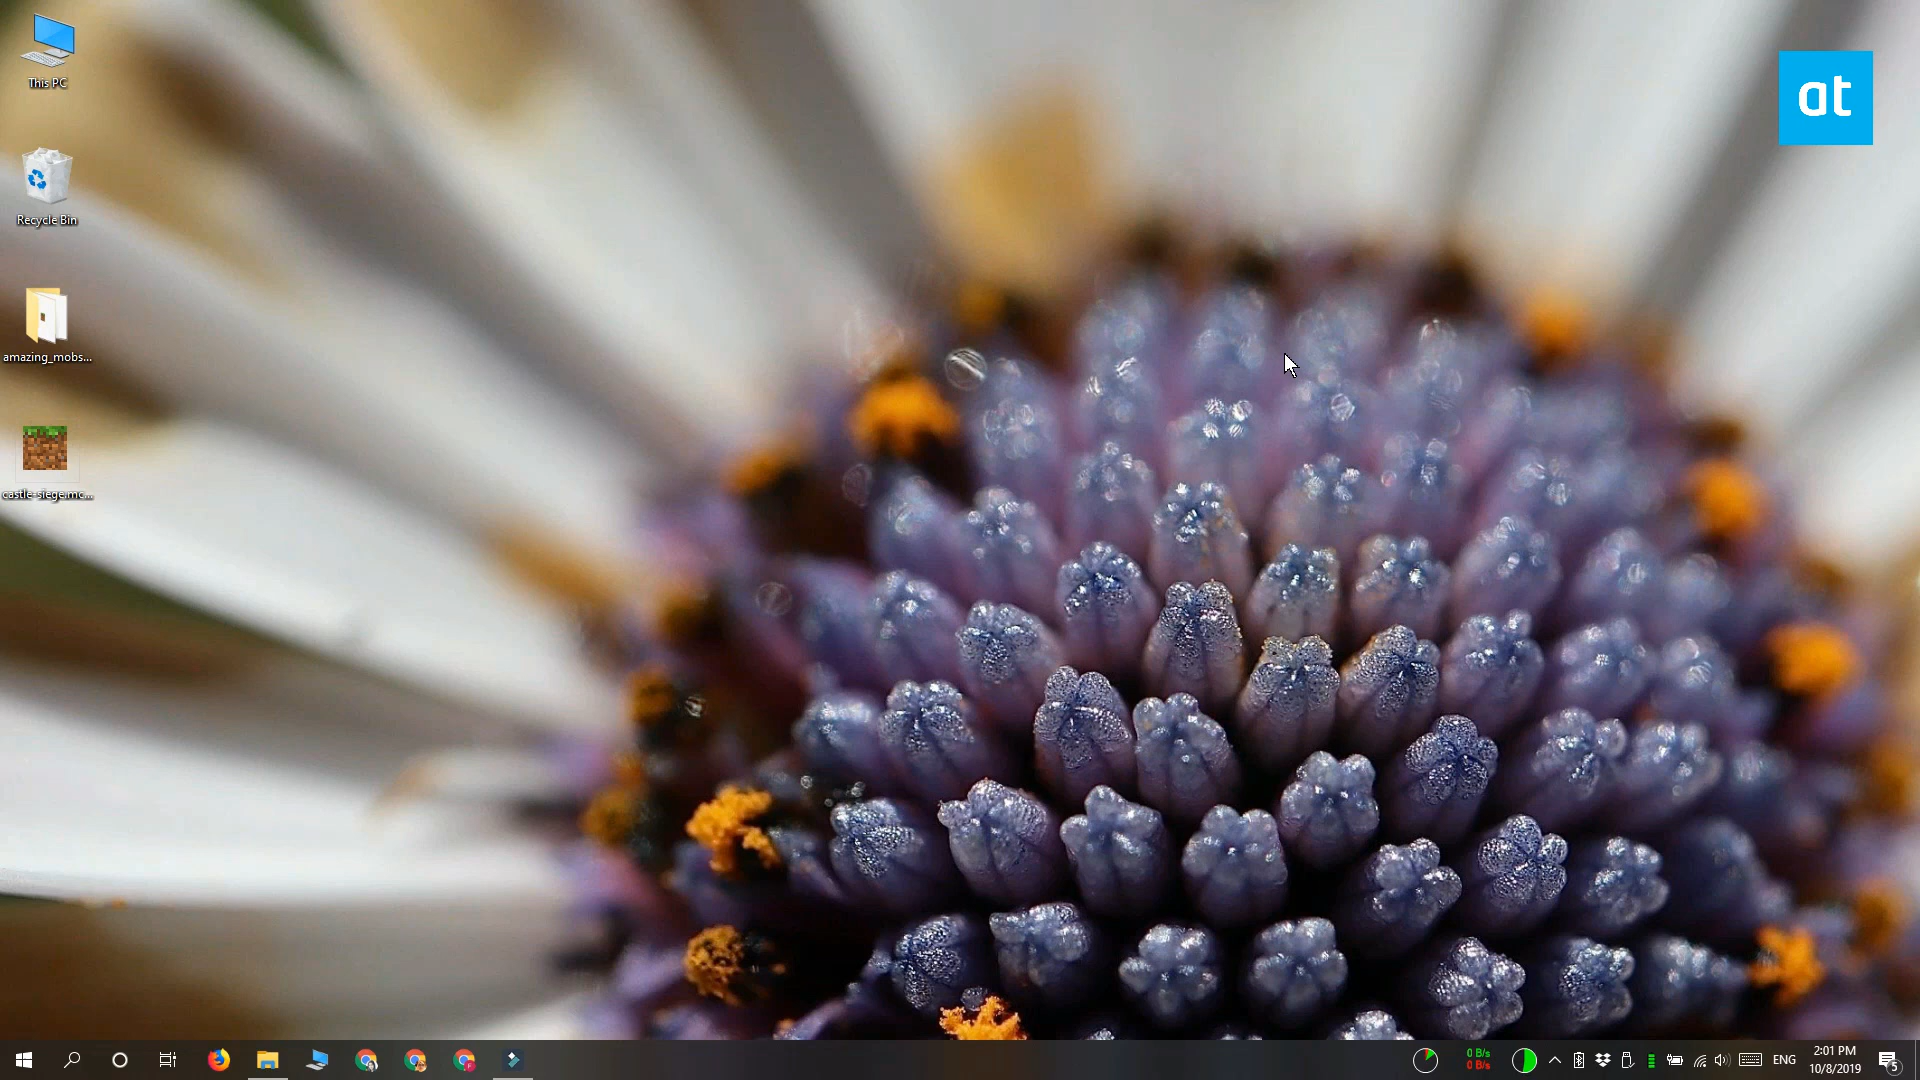 This PC
at
Recycle Bin
amazing_mobs...
castle-siege.mc...
0 B/s
0 B/s
ENG
2:01 PM
10/8/2019
5